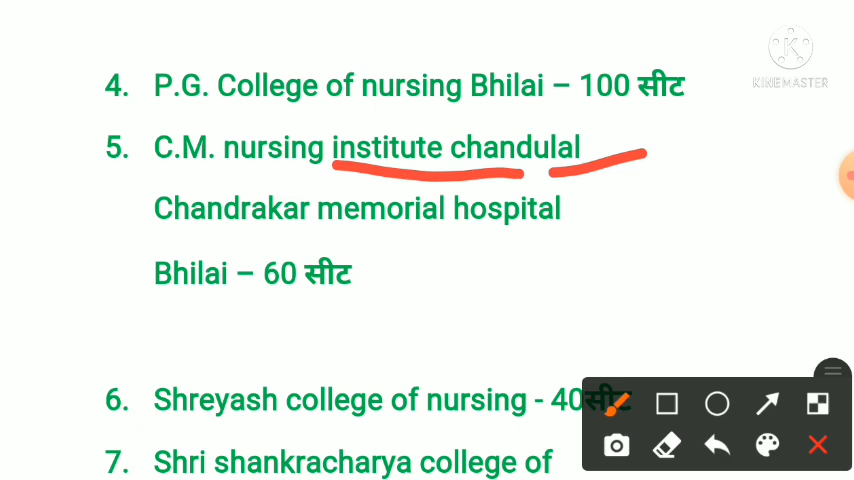 4. P.G. College of nursing Bhilai – 100 सीट
KINEMASTER
5. C.M. nursing institute chandulal
Chandrakar memorial hospital
Bhilai – 60 सीट
6. Shreyash college of nursing - 40सीट
7. Shri shankracharya college of